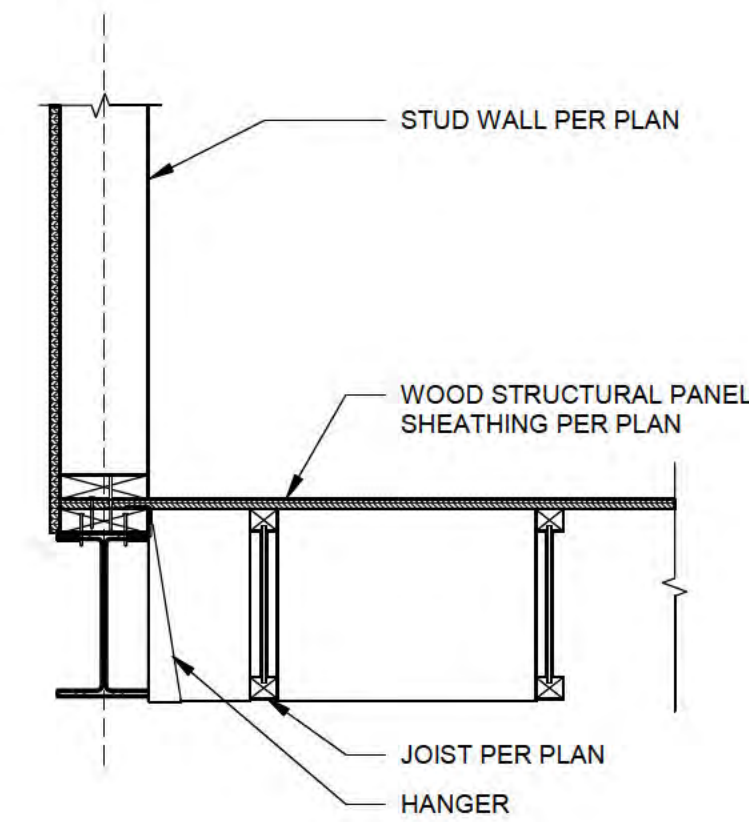 STUD WALL PER PLAN
WOOD STRUCTURAL PANEL
SHEATHING PER PLAN
JOIST PER PLAN
HANGER